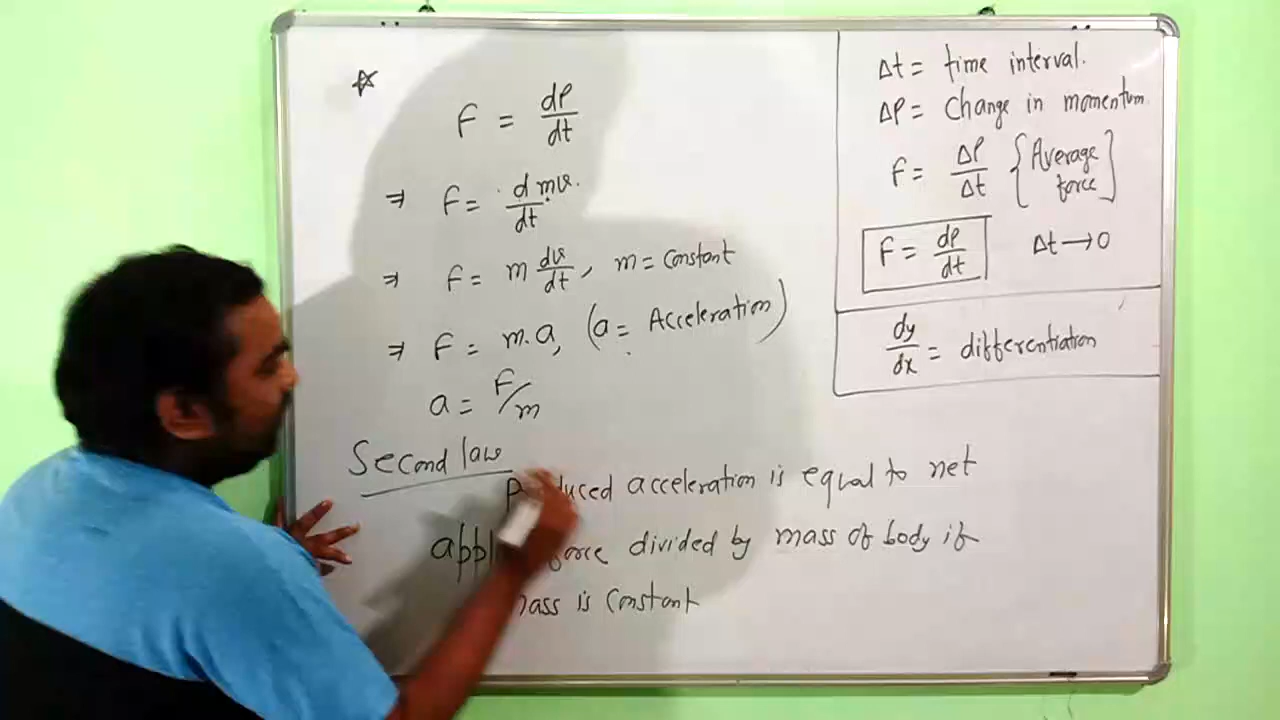 ☆
F = dP/dt
⇒ F = d/dt mv.
⇒ F = m dv/dt, m = Constant
⇒ F = m.a, (a = Acceleration)
a = F/m
Second law
acceleration is equal to net
divided by mass of body if
is Constant
Δt = time interval.
ΔP = Change in momentum
F = ΔP/Δt {Average force}
F = dP/dt Δt → 0
dy/dx = differentiation